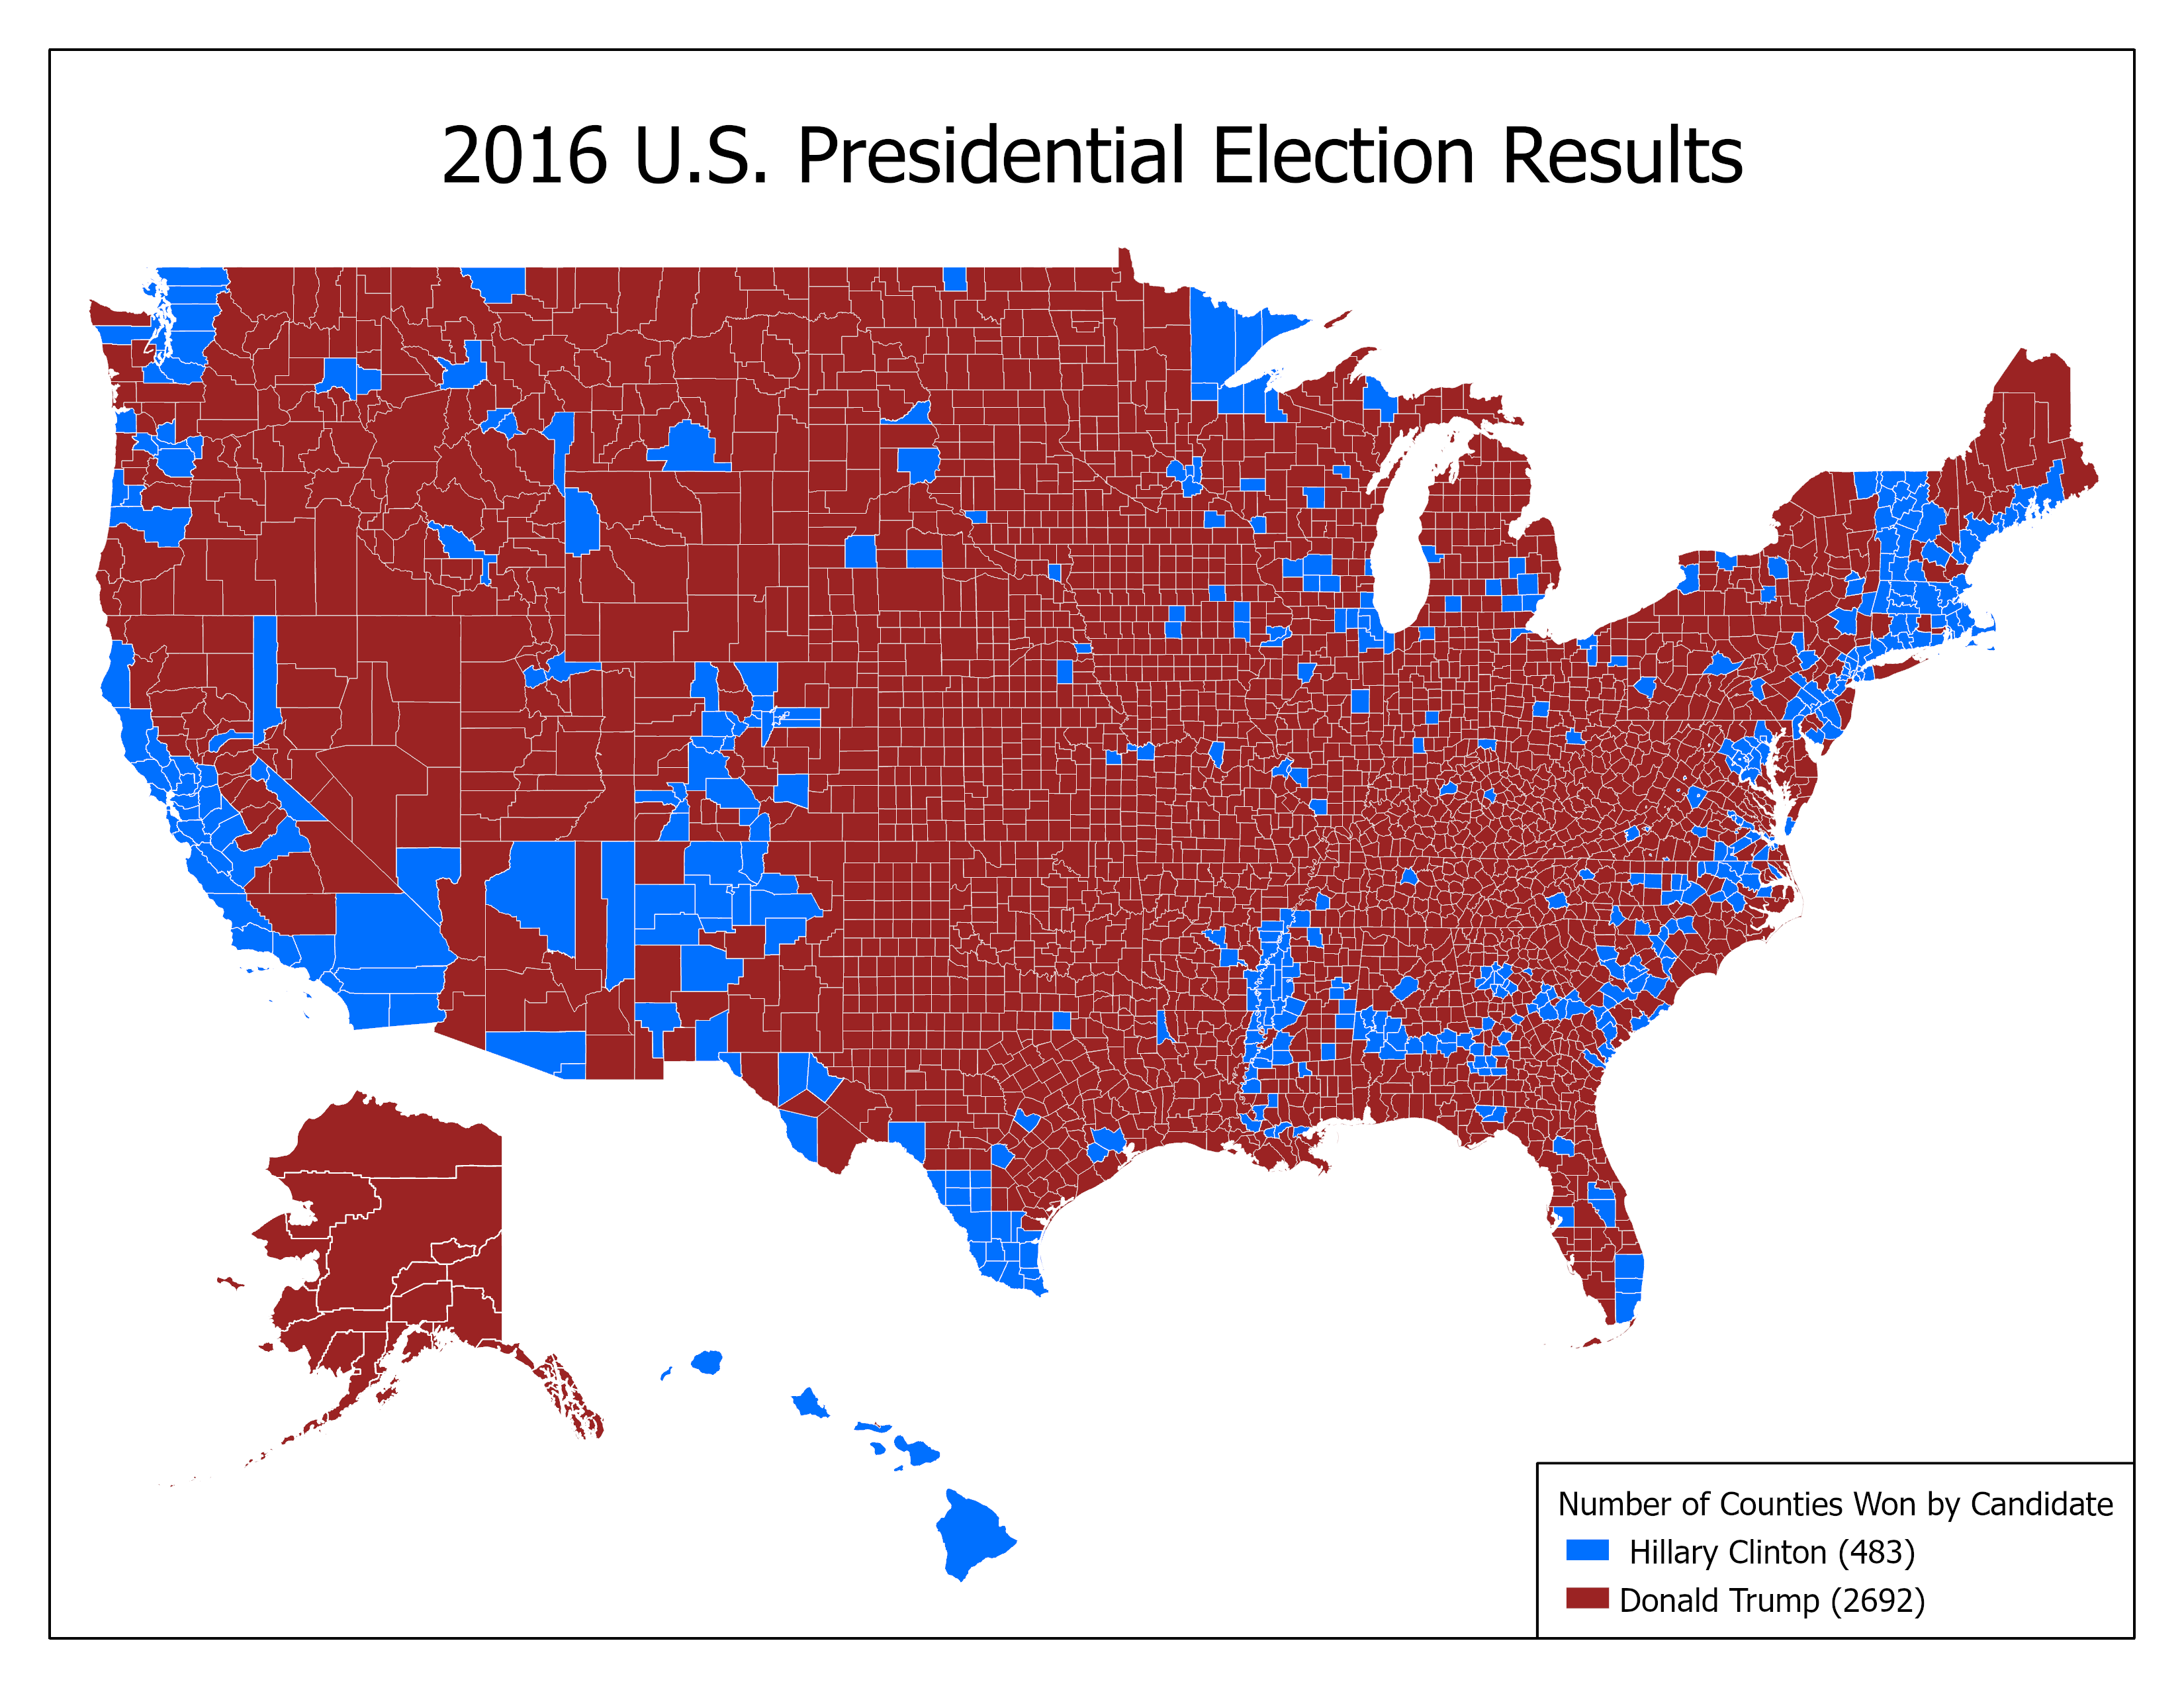 2016 U.S. Presidential Election Results
Number of Counties Won by Candidate
Hillary Clinton (483)
Donald Trump (2692)